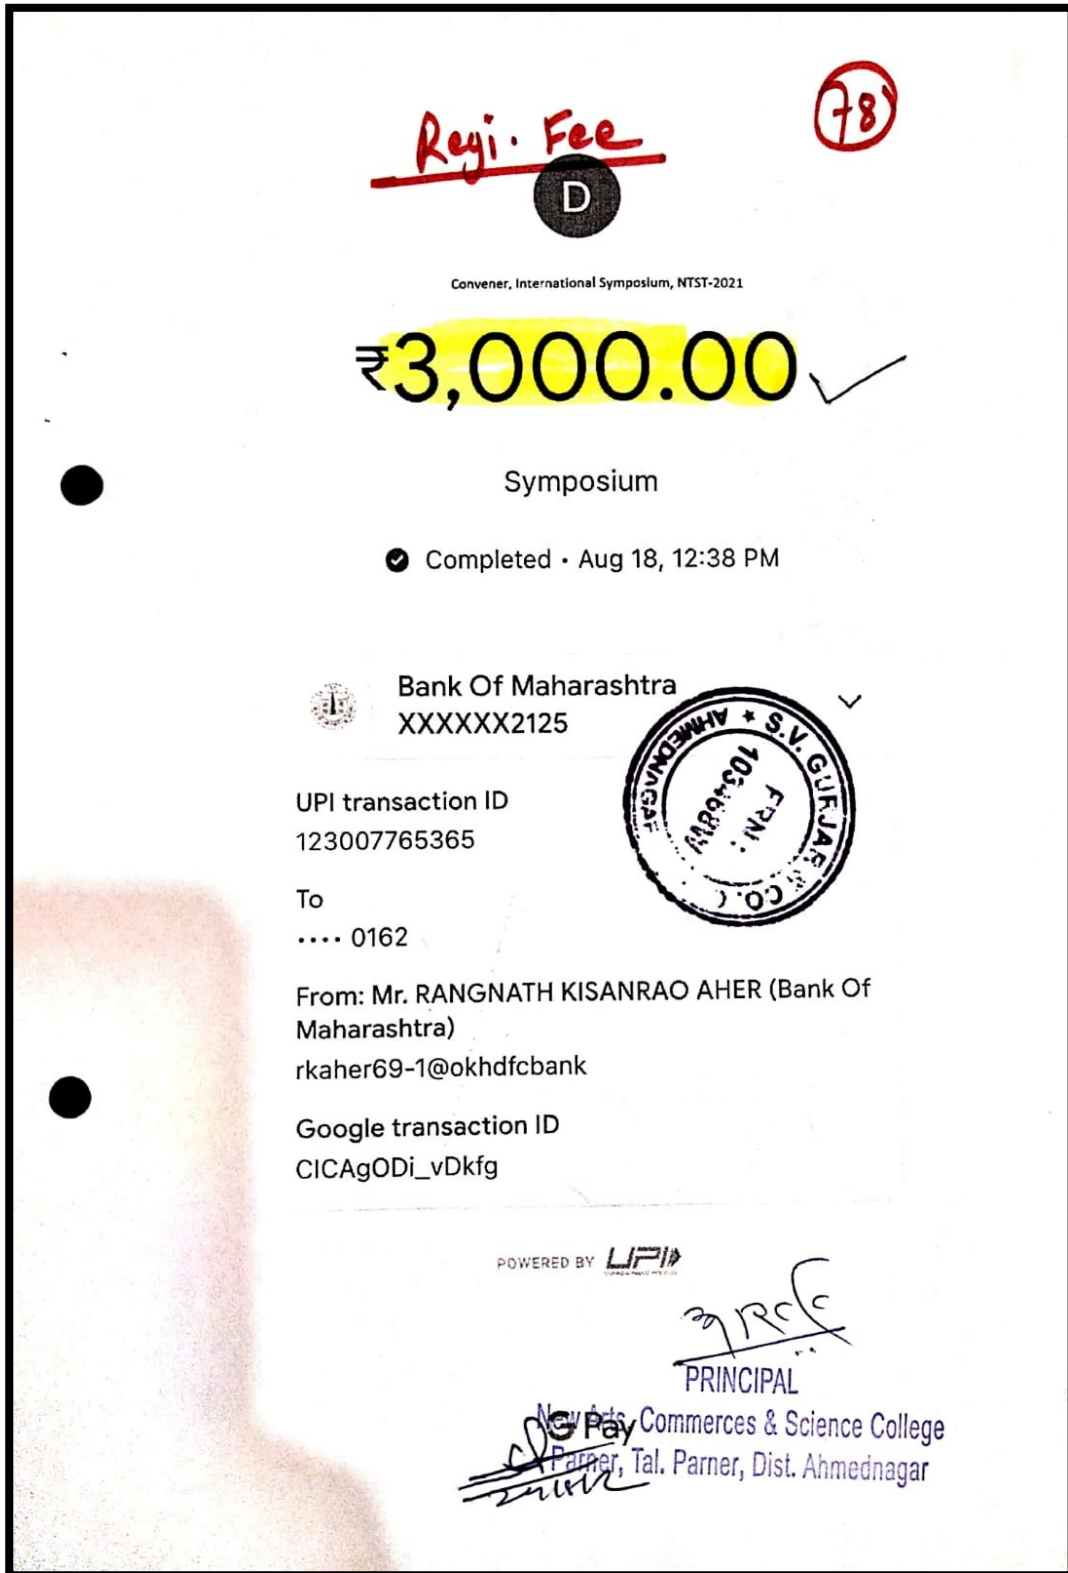 Regi. Fee
78
D
Convener, International Symposium, NTST-2021
₹3,000.00
Symposium
Completed · Aug 18, 12:38 PM
Bank Of Maharashtra
XXXXXX2125
S.V. GURJAR & CO. ★ AHMEDNAGAR
FRN:
103468W
UPI transaction ID
123007765365
To
···· 0162
From: Mr. RANGNATH KISANRAO AHER (Bank Of
Maharashtra)
rkaher69-1@okhdfcbank
Google transaction ID
CICAgODi_vDkfg
POWERED BY UPI
PRINCIPAL
New Arts, Commerces & Science College
G Pay
Parner, Tal. Parner, Dist. Ahmednagar